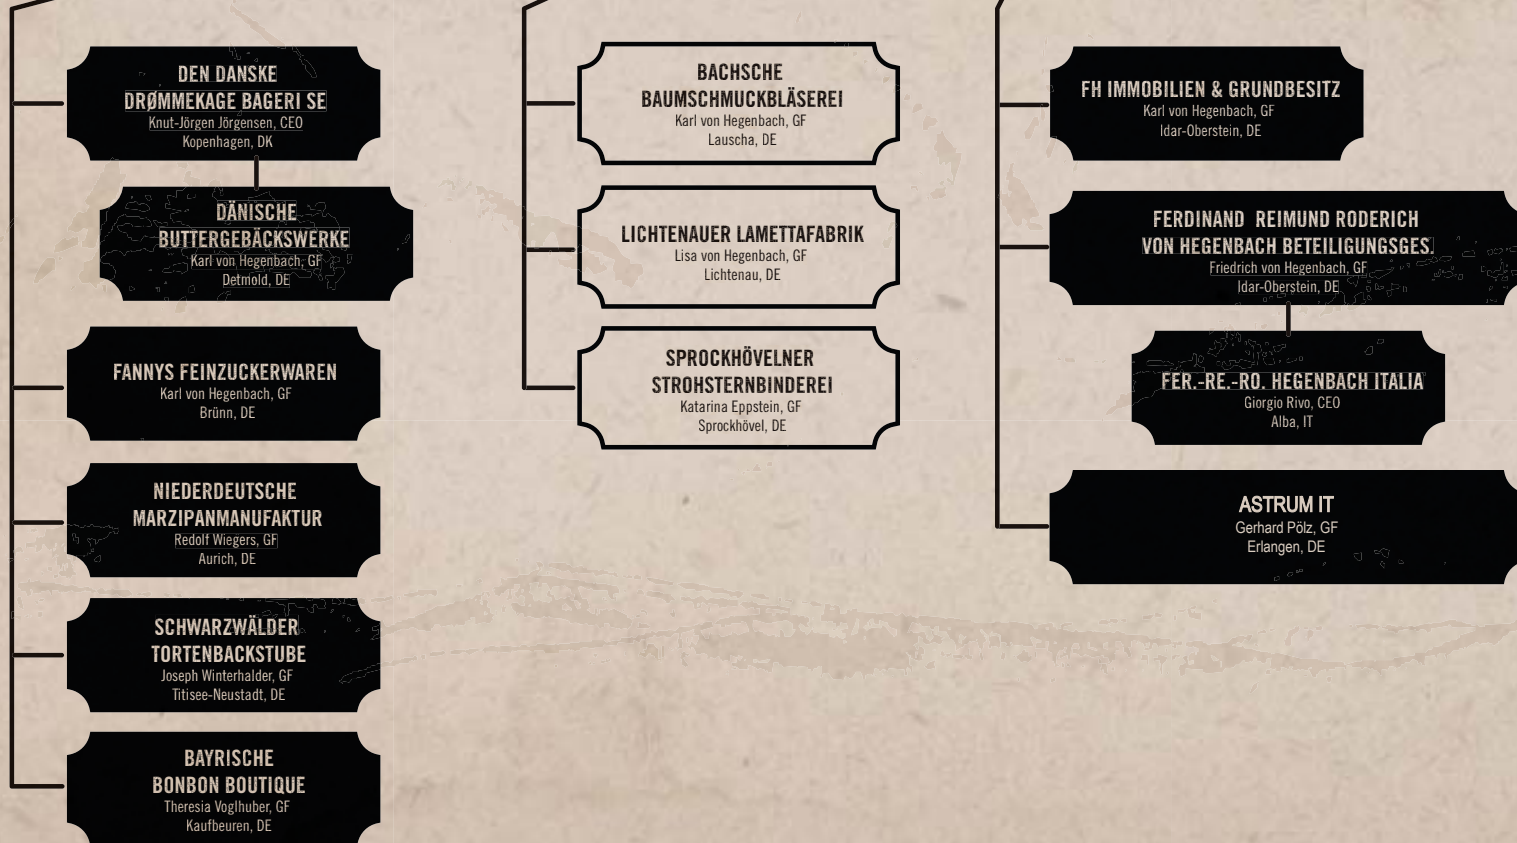 DEN DANSKE
DRØMMEKAGE BAGERI SE
Knut-Jörgen Jörgensen, CEO
Kopenhagen, DK
DÄNISCHE
BUTTERGEBÄCKSWERKE
Karl von Hegenbach, GF
Detmold, DE
FANNYS FEINZUCKERWAREN
Karl von Hegenbach, GF
Brünn, DE
NIEDERDEUTSCHE
MARZIPANMANUFAKTUR
Redolf Wiegers, GF
Aurich, DE
SCHWARZWÄLDER
TORTENBACKSTUBE
Joseph Winterhalder, GF
Titisee-Neustadt, DE
BAYRISCHE
BONBON BOUTIQUE
Theresia Voglhuber, GF
Kaufbeuren, DE
BACHSCHE
BAUMSCHMUCKBLÄSEREI
Karl von Hegenbach, GF
Lauscha, DE
LICHTENAUER LAMETTAFABRIK
Lisa von Hegenbach, GF
Lichtenau, DE
SPROCKHÖVELNER
STROHSTERNBINDEREI
Katarina Eppstein, GF
Sprockhövel, DE
FH IMMOBILIEN & GRUNDBESITZ
Karl von Hegenbach, GF
Idar-Oberstein, DE
FERDINAND REIMUND RODERICH
VON HEGENBACH BETEILIGUNGSGES.
Friedrich von Hegenbach, GF
Idar-Oberstein, DE
FER.-RE.-RO. HEGENBACH ITALIA
Giorgio Rivo, CEO
Alba, IT
ASTRUM IT
Gerhard Pölz, GF
Erlangen, DE